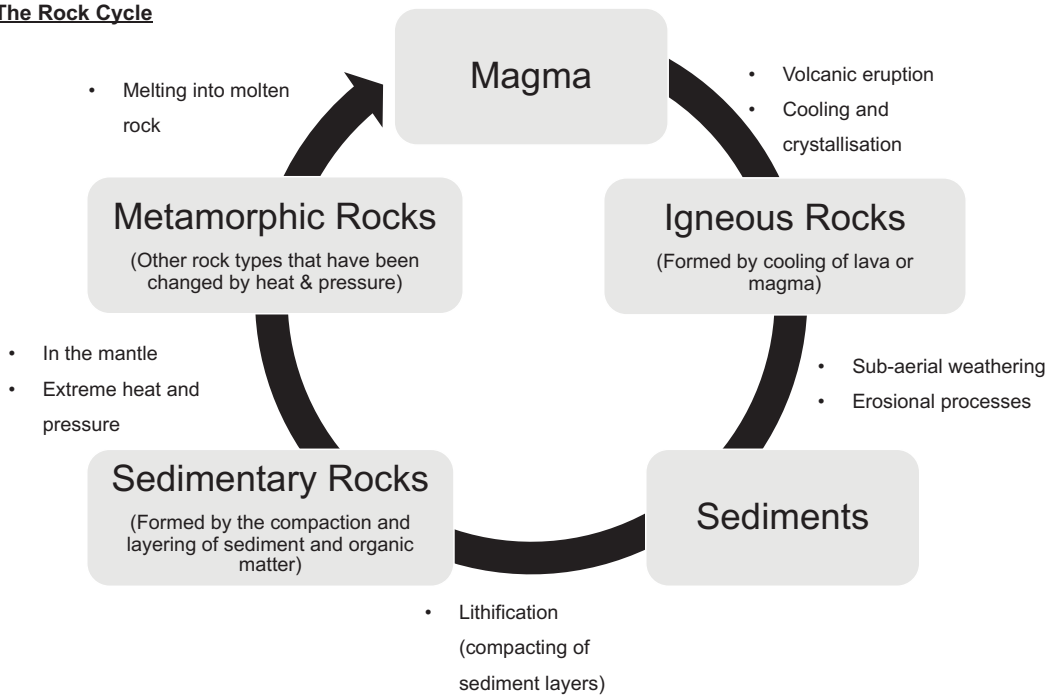 The Rock Cycle
Magma
• Volcanic eruption
• Cooling and
crystallisation
Igneous Rocks
(Formed by cooling of lava or
magma)
• Sub-aerial weathering
• Erosional processes
Sediments
• Lithification
(compacting of
sediment layers)
Sedimentary Rocks
(Formed by the compaction and
layering of sediment and organic
matter)
• In the mantle
• Extreme heat and
pressure
Metamorphic Rocks
(Other rock types that have been
changed by heat & pressure)
• Melting into molten
rock